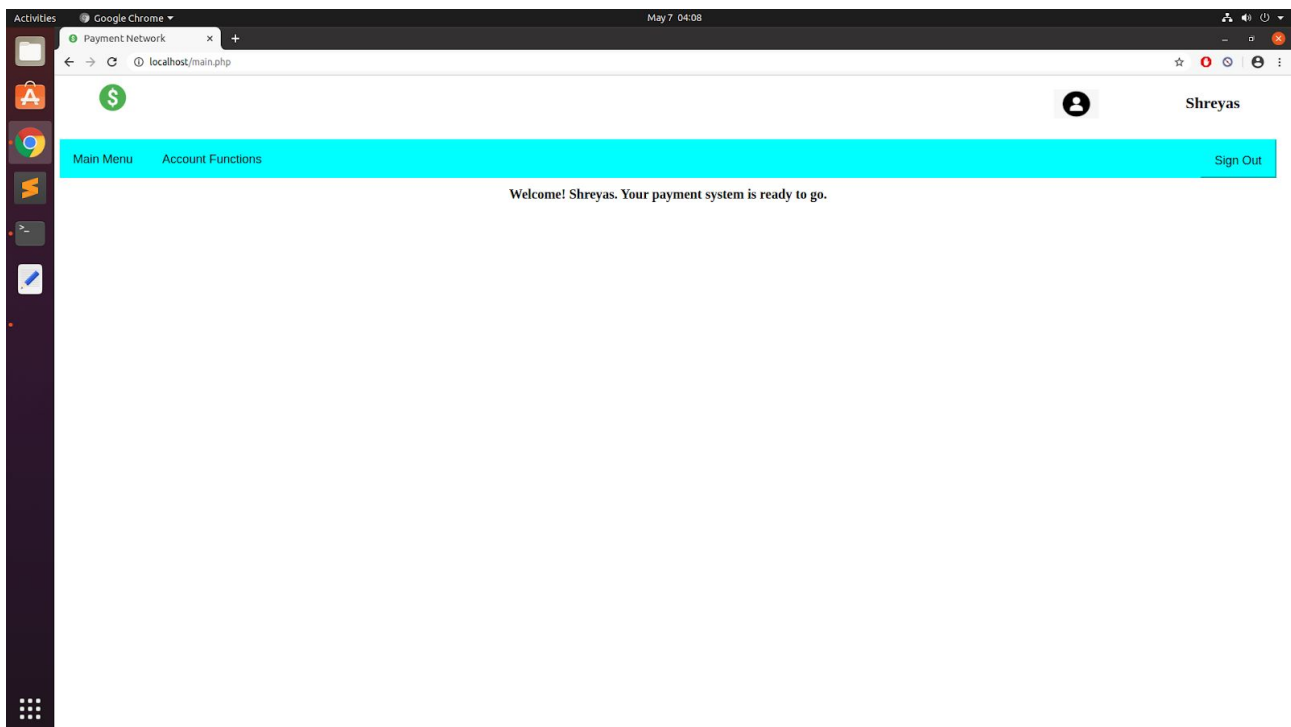 Activities Google Chrome May 7 04:08
Payment Network
localhost/main.php
$ Shreyas
Main Menu Account Functions Sign Out
Welcome! Shreyas. Your payment system is ready to go.